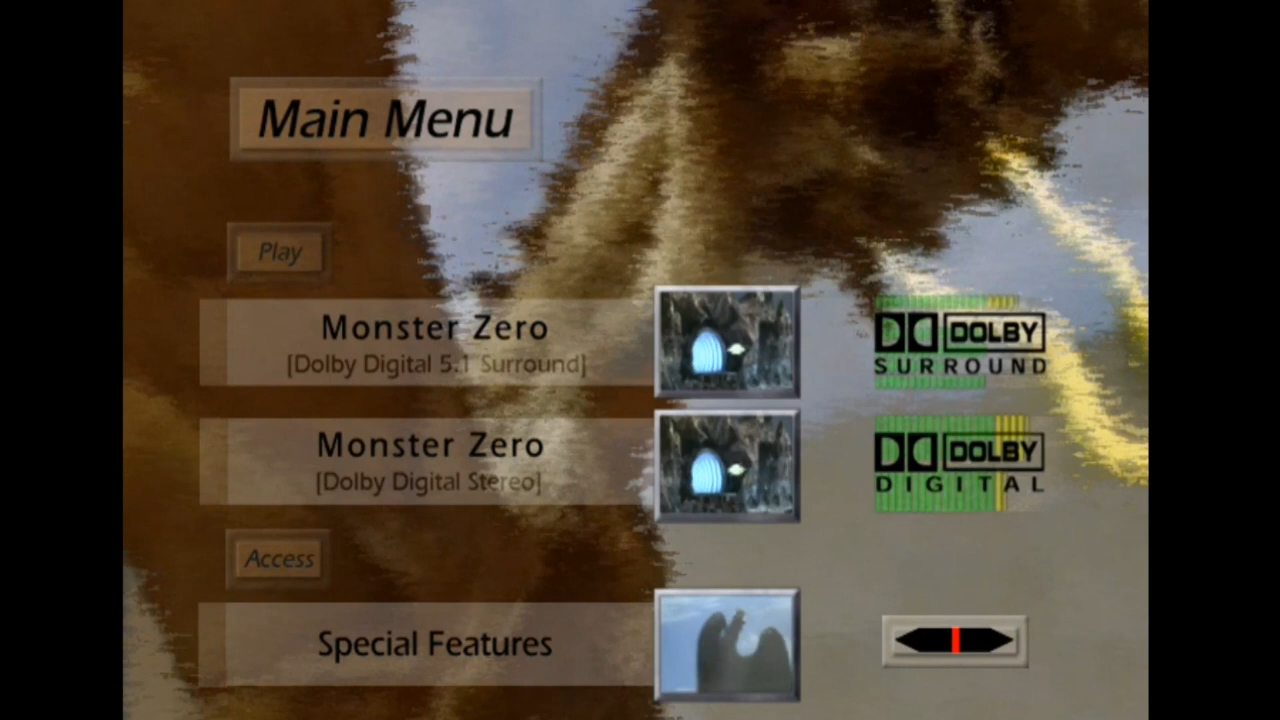 Main Menu
Play
Monster Zero
[Dolby Digital 5.1 Surround]
DOLBY
SURROUND
Monster Zero
[Dolby Digital Stereo]
DOLBY
DIGITAL
Access
Special Features